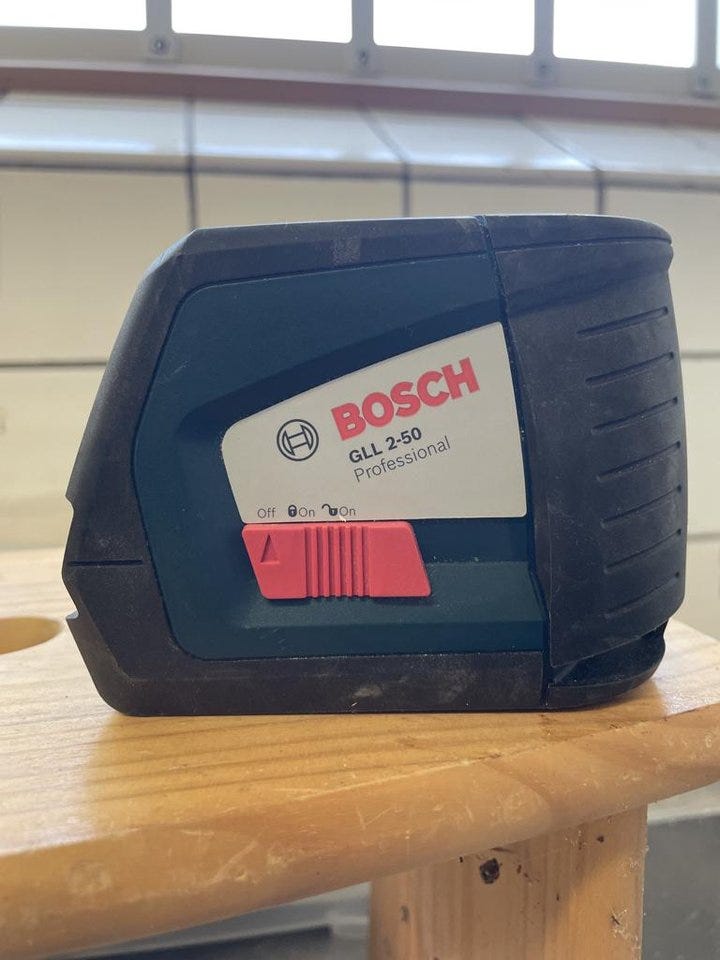 BOSCH
GLL 2-50
Professional
Off On On